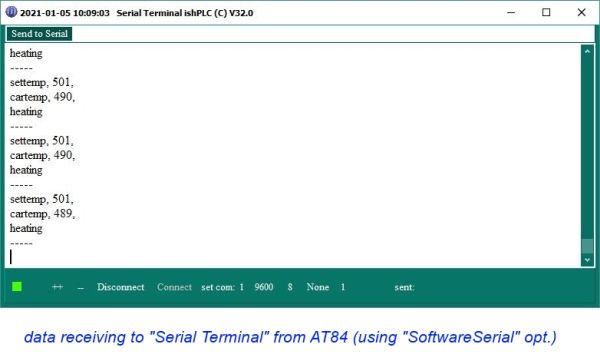 2021-01-05 10:09:03 Serial Terminal ishPLC (C) V32.0
Send to Serial
heating
-----
settemp, 501,
cartemp, 490,
heating
-----
settemp, 501,
cartemp, 490,
heating
-----
settemp, 501,
cartemp, 489,
heating
-----
++ -- Disconnect Connect set com: 1 9600 8 None 1 sent:
data receiving to "Serial Terminal" from AT84 (using "SoftwareSerial" opt.)